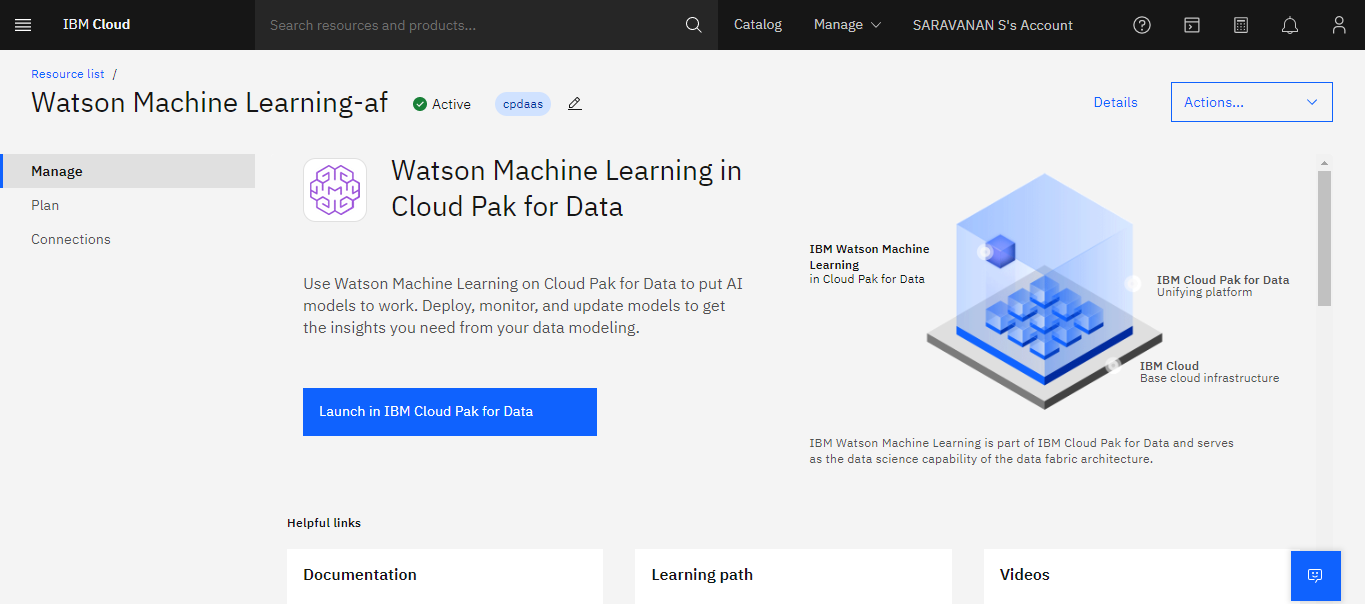 IBM Cloud
Search resources and products...
Catalog
Manage
SARAVANAN S's Account
Resource list /
Watson Machine Learning-af
Active
cpdaas
Details
Actions...
Manage
Plan
Connections
Watson Machine Learning in
Cloud Pak for Data
Use Watson Machine Learning on Cloud Pak for Data to put AI
models to work. Deploy, monitor, and update models to get
the insights you need from your data modeling.
Launch in IBM Cloud Pak for Data
IBM Watson Machine
Learning
in Cloud Pak for Data
IBM Cloud Pak for Data
Unifying platform
IBM Cloud
Base cloud infrastructure
IBM Watson Machine Learning is part of IBM Cloud Pak for Data and serves
as the data science capability of the data fabric architecture.
Helpful links
Documentation
Learning path
Videos